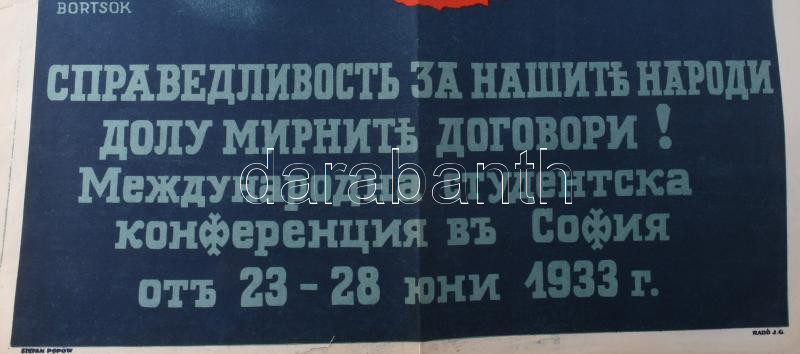 BORTSOK
СПРАВЕДЛИВОСТЬ ЗА НАШИТѢ НАРОДИ
ДОЛУ МИРНИТѢ ДОГОВОРИ !
Международна студентска
конференция въ София
отъ 23 - 28 юни 1933 г.
darabanth
STEFAN POPOW
RADÓ J. G.